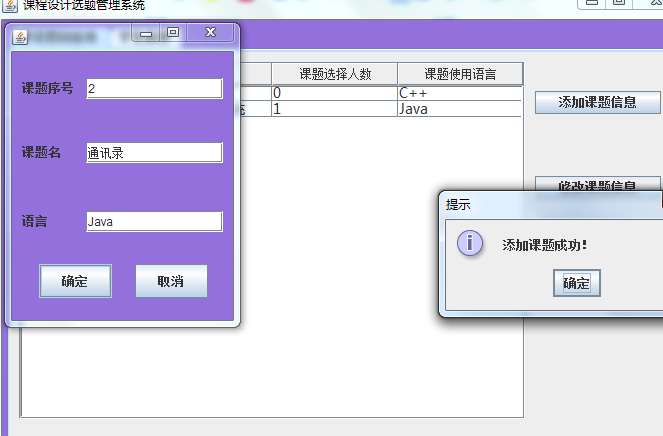 课程设计选题管理系统
课题序号 2
课题名 通讯录
语言 Java
确定 取消
课题选择人数 课题使用语言
0 C++
1 Java
添加课题信息
修改课题信息
提示
添加课题成功!
确定